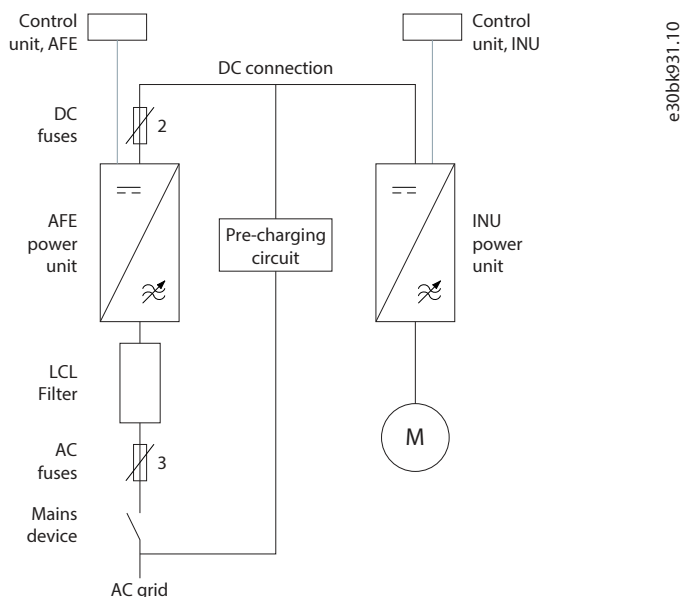 Control
unit, AFE
Control
unit, INU
e30bk931.10
DC connection
DC
fuses
2
AFE
power
unit
Pre-charging
circuit
INU
power
unit
LCL
Filter
M
AC
fuses
3
Mains
device
AC grid